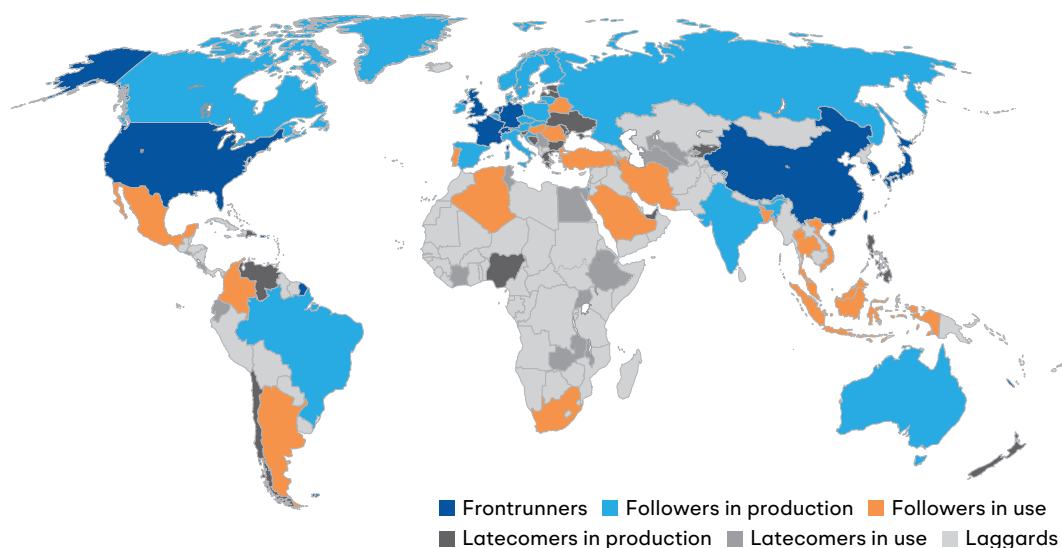 Frontrunners Followers in production Followers in use
Latecomers in production Latecomers in use Laggards